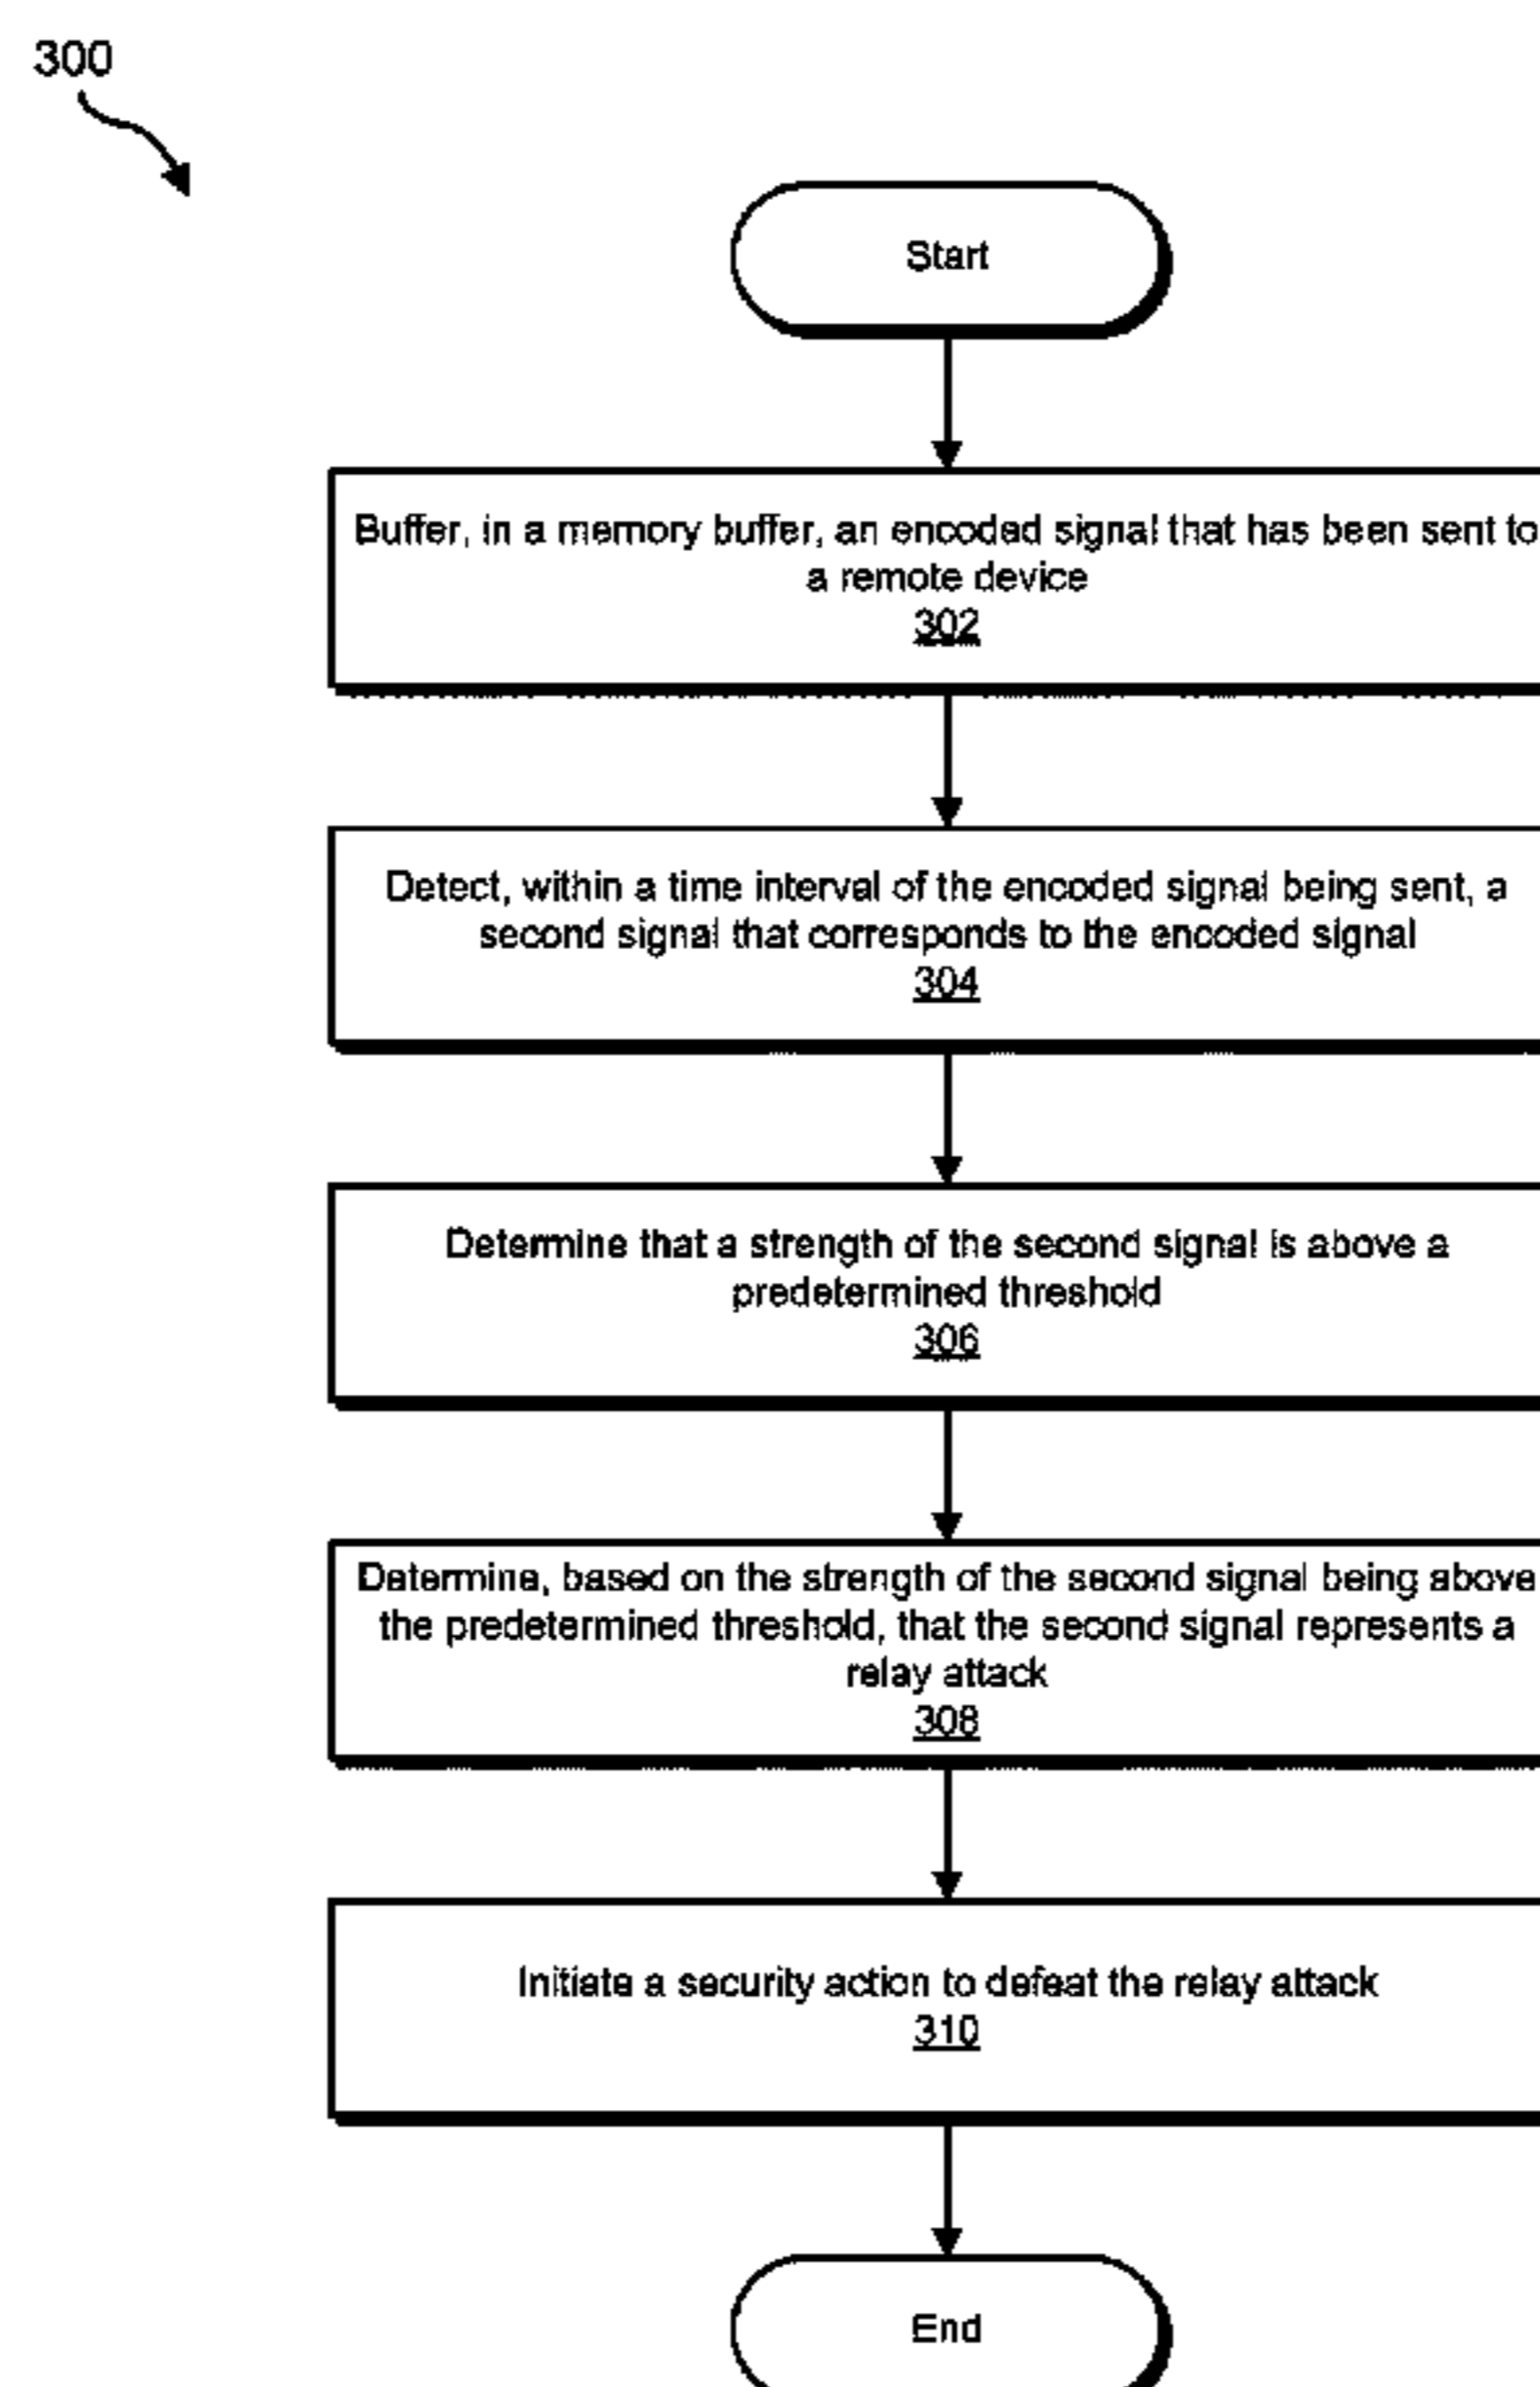 300
Start
Buffer, in a memory buffer, an encoded signal that has been sent to
a remote device
302
Detect, within a time interval of the encoded signal being sent, a
second signal that corresponds to the encoded signal
304
Determine that a strength of the second signal is above a
predetermined threshold
306
Determine, based on the strength of the second signal being above
the predetermined threshold, that the second signal represents a
relay attack
308
Initiate a security action to defeat the relay attack
310
End